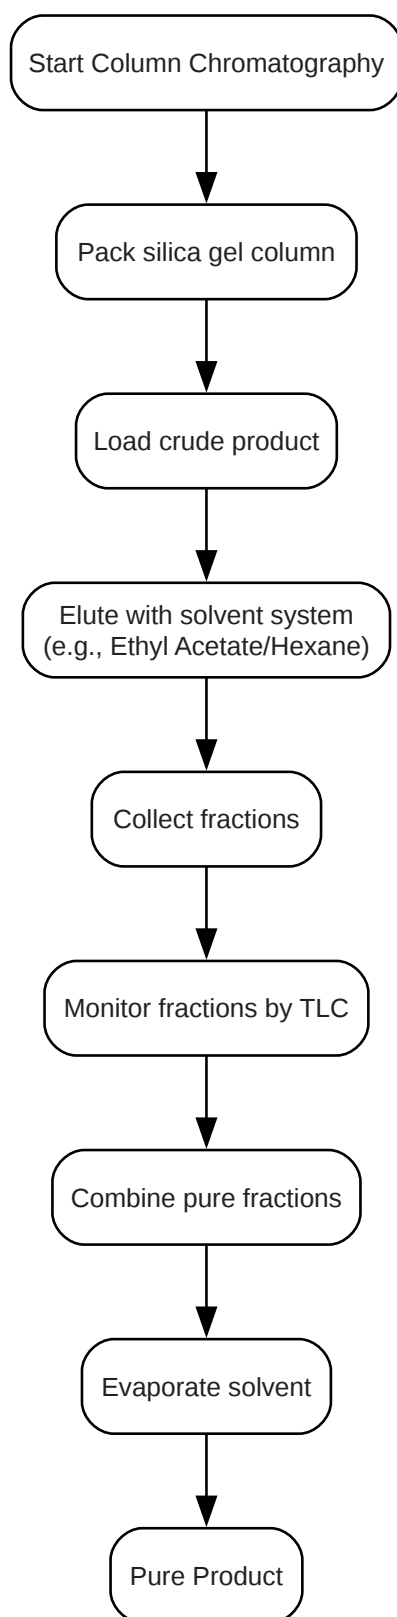 Start Column Chromatography
Pack silica gel column
Load crude product
Elute with solvent system
(e.g., Ethyl Acetate/Hexane)
Collect fractions
Monitor fractions by TLC
Combine pure fractions
Evaporate solvent
Pure Product